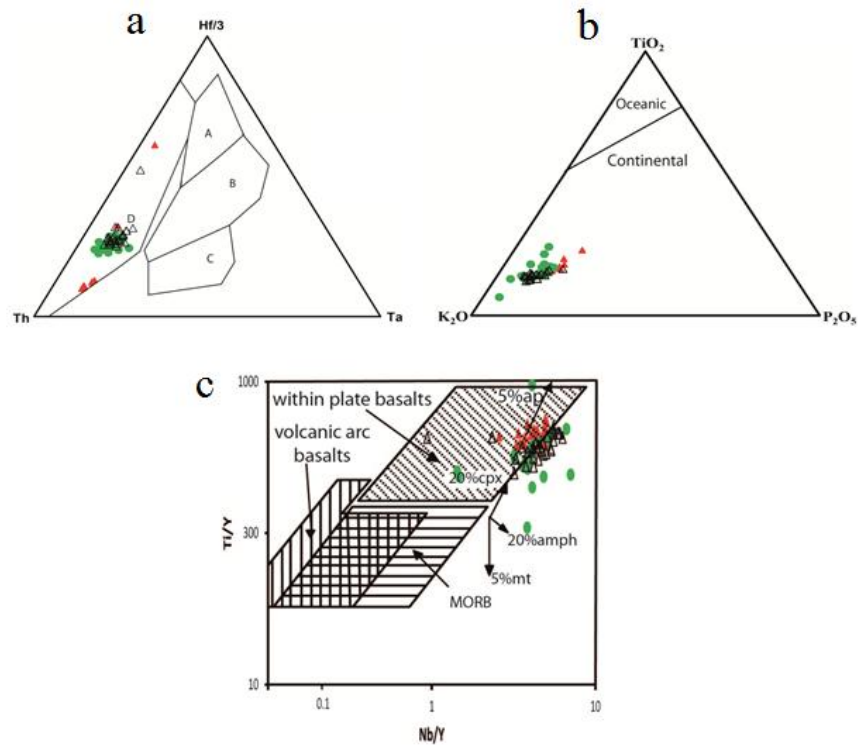 a
Hf/3
A
B
C
D
Th
Ta
b
TiO₂
Oceanic
Continental
K₂O
P₂O₅
c
1000
within plate basalts
5%ap
volcanic arc
basalts
20%cpx
Ti/Y
300
20%amph
5%mt
MORB
10
0.1
1
10
Nb/Y